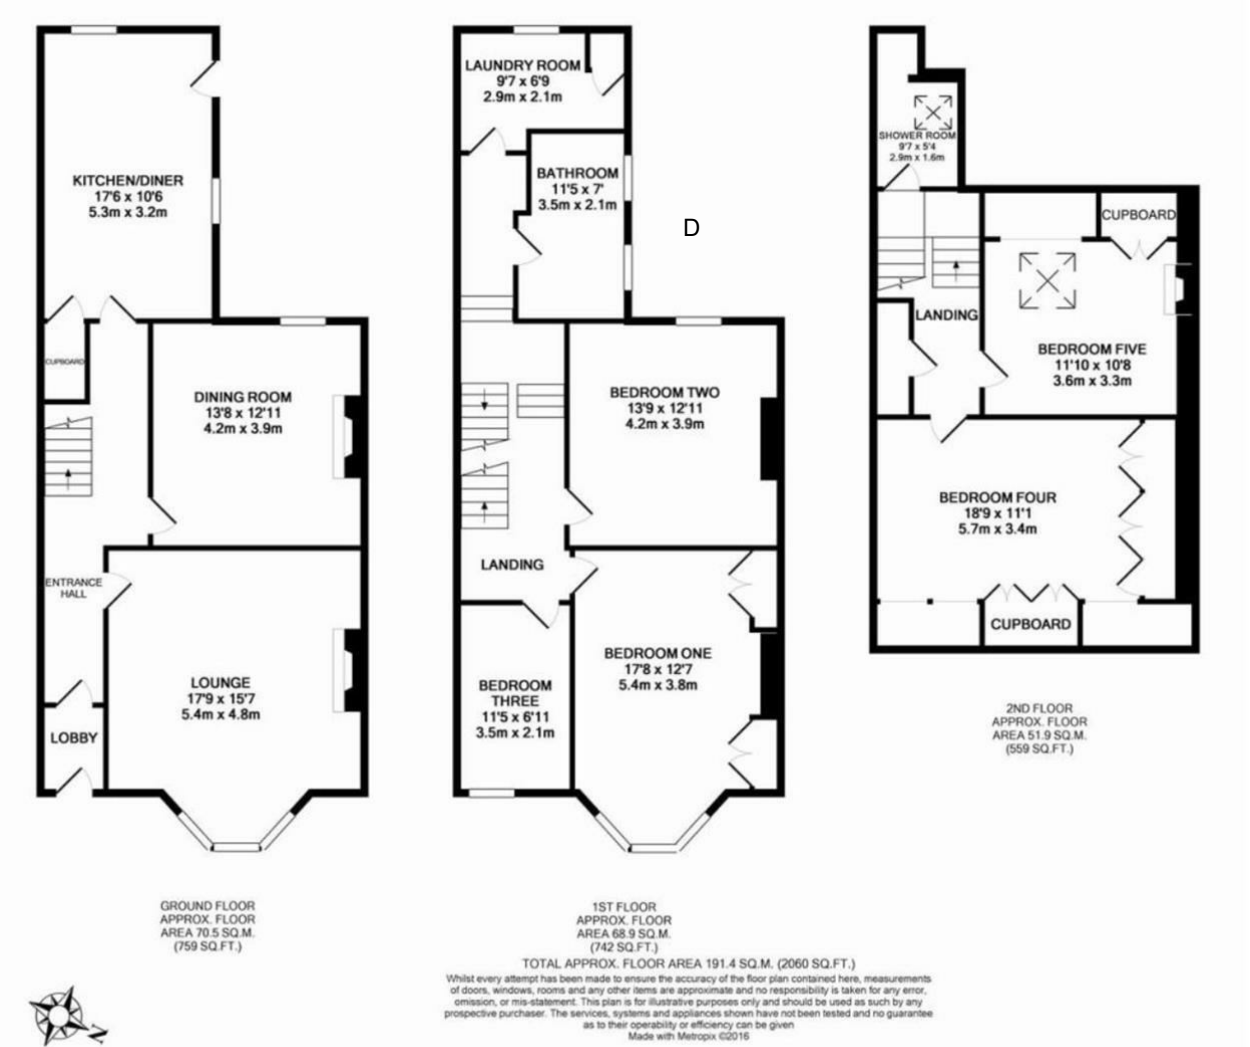 KITCHEN/DINER
17'6 x 10'6
5.3m x 3.2m
CUPBOARD
DINING ROOM
13'8 x 12'11
4.2m x 3.9m
ENTRANCE
HALL
LOUNGE
17'9 x 15'7
5.4m x 4.8m
LOBBY
GROUND FLOOR
APPROX. FLOOR
AREA 70.5 SQ.M.
(759 SQ.FT.)
LAUNDRY ROOM
9'7 x 6'9
2.9m x 2.1m
BATHROOM
11'5 x 7'
3.5m x 2.1m
D
BEDROOM TWO
13'9 x 12'11
4.2m x 3.9m
LANDING
BEDROOM ONE
17'8 x 12'7
5.4m x 3.8m
BEDROOM
THREE
11'5 x 6'11
3.5m x 2.1m
1ST FLOOR
APPROX. FLOOR
AREA 68.9 SQ.M.
(742 SQ.FT.)
SHOWER ROOM
9'7 x 5'4
2.9m x 1.6m
CUPBOARD
LANDING
BEDROOM FIVE
11'10 x 10'8
3.6m x 3.3m
BEDROOM FOUR
18'9 x 11'1
5.7m x 3.4m
CUPBOARD
2ND FLOOR
APPROX. FLOOR
AREA 51.9 SQ.M.
(559 SQ.FT.)
TOTAL APPROX. FLOOR AREA 191.4 SQ.M. (2060 SQ.FT.)
Whilst every attempt has been made to ensure the accuracy of the floor plan contained here, measurements
of doors, windows, rooms and any other items are approximate and no responsibility is taken for any error,
omission, or mis-statement. This plan is for illustrative purposes only and should be used as such by any
prospective purchaser. The services, systems and appliances shown have not been tested and no guarantee
as to their operability or efficiency can be given
Made with Metropix ©2016
N